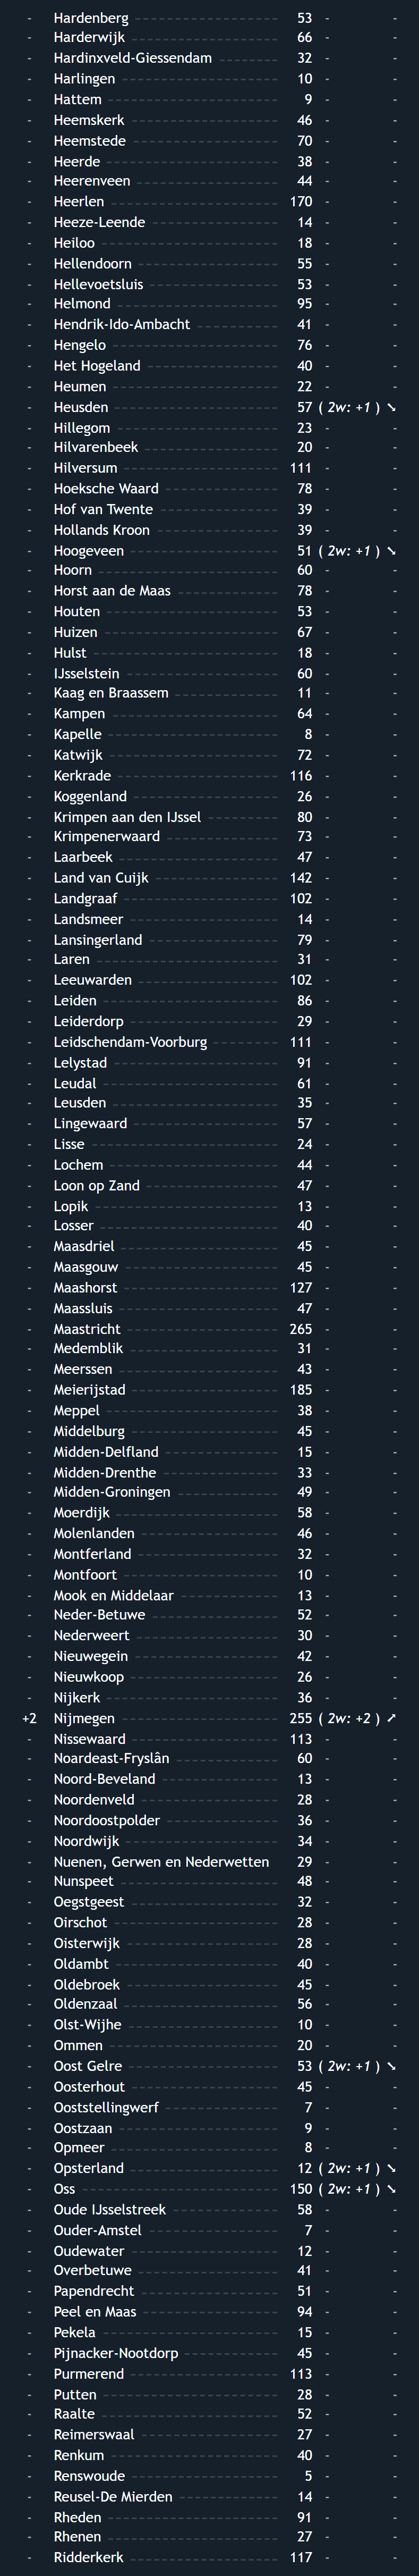 - Hardenberg 53 - -
- Harderwijk 66 - -
- Hardinxveld-Giessendam 32 - -
- Harlingen 10 - -
- Hattem 9 - -
- Heemskerk 46 - -
- Heemstede 70 - -
- Heerde 38 - -
- Heerenveen 44 - -
- Heerlen 170 - -
- Heeze-Leende 14 - -
- Heiloo 18 - -
- Hellendoorn 55 - -
- Hellevoetsluis 53 - -
- Helmond 95 - -
- Hendrik-Ido-Ambacht 41 - -
- Hengelo 76 - -
- Het Hogeland 40 - -
- Heumen 22 - -
- Heusden 57 ( 2w: +1 ) ➘
- Hillegom 23 - -
- Hilvarenbeek 20 - -
- Hilversum 111 - -
- Hoeksche Waard 78 - -
- Hof van Twente 39 - -
- Hollands Kroon 39 - -
- Hoogeveen 51 ( 2w: +1 ) ➘
- Hoorn 60 - -
- Horst aan de Maas 78 - -
- Houten 53 - -
- Huizen 67 - -
- Hulst 18 - -
- IJsselstein 60 - -
- Kaag en Braassem 11 - -
- Kampen 64 - -
- Kapelle 8 - -
- Katwijk 72 - -
- Kerkrade 116 - -
- Koggenland 26 - -
- Krimpen aan den IJssel 80 - -
- Krimpenerwaard 73 - -
- Laarbeek 47 - -
- Land van Cuijk 142 - -
- Landgraaf 102 - -
- Landsmeer 14 - -
- Lansingerland 79 - -
- Laren 31 - -
- Leeuwarden 102 - -
- Leiden 86 - -
- Leiderdorp 29 - -
- Leidschendam-Voorburg 111 - -
- Lelystad 91 - -
- Leudal 61 - -
- Leusden 35 - -
- Lingewaard 57 - -
- Lisse 24 - -
- Lochem 44 - -
- Loon op Zand 47 - -
- Lopik 13 - -
- Losser 40 - -
- Maasdriel 45 - -
- Maasgouw 45 - -
- Maashorst 127 - -
- Maassluis 47 - -
- Maastricht 265 - -
- Medemblik 31 - -
- Meerssen 43 - -
- Meierijstad 185 - -
- Meppel 38 - -
- Middelburg 45 - -
- Midden-Delfland 15 - -
- Midden-Drenthe 33 - -
- Midden-Groningen 49 - -
- Moerdijk 58 - -
- Molenlanden 46 - -
- Montferland 32 - -
- Montfoort 10 - -
- Mook en Middelaar 13 - -
- Neder-Betuwe 52 - -
- Nederweert 30 - -
- Nieuwegein 42 - -
- Nieuwkoop 26 - -
- Nijkerk 36 - -
+2 Nijmegen 255 ( 2w: +2 ) ➚
- Nissewaard 113 - -
- Noardeast-Fryslân 60 - -
- Noord-Beveland 13 - -
- Noordenveld 28 - -
- Noordoostpolder 36 - -
- Noordwijk 34 - -
- Nuenen, Gerwen en Nederwetten 29 - -
- Nunspeet 48 - -
- Oegstgeest 32 - -
- Oirschot 28 - -
- Oisterwijk 28 - -
- Oldambt 40 - -
- Oldebroek 45 - -
- Oldenzaal 56 - -
- Olst-Wijhe 10 - -
- Ommen 20 - -
- Oost Gelre 53 ( 2w: +1 ) ➘
- Oosterhout 45 - -
- Ooststellingwerf 7 - -
- Oostzaan 9 - -
- Opmeer 8 - -
- Opsterland 12 ( 2w: +1 ) ➘
- Oss 150 ( 2w: +1 ) ➘
- Oude IJsselstreek 58 - -
- Ouder-Amstel 7 - -
- Oudewater 12 - -
- Overbetuwe 41 - -
- Papendrecht 51 - -
- Peel en Maas 94 - -
- Pekela 15 - -
- Pijnacker-Nootdorp 45 - -
- Purmerend 113 - -
- Putten 28 - -
- Raalte 52 - -
- Reimerswaal 27 - -
- Renkum 40 - -
- Renswoude 5 - -
- Reusel-De Mierden 14 - -
- Rheden 91 - -
- Rhenen 27 - -
- Ridderkerk 117 - -